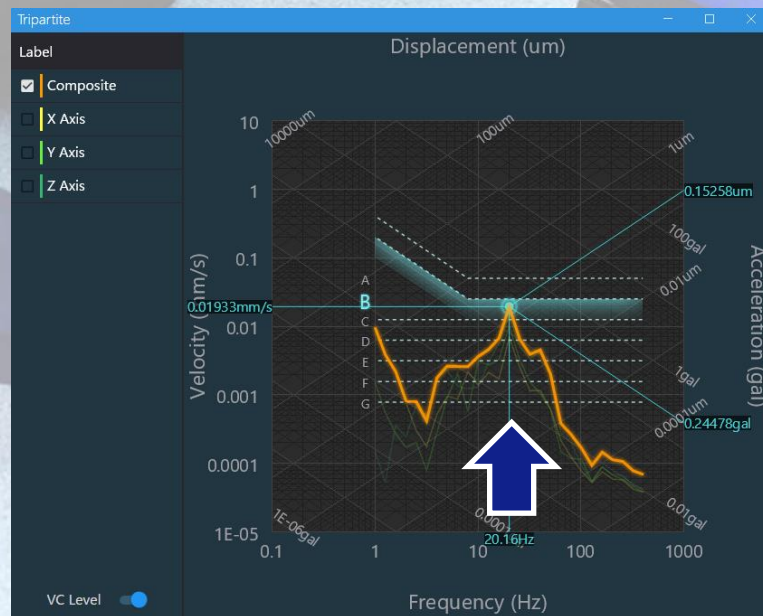 Tripartite
Label
Composite
X Axis
Y Axis
Z Axis
VC Level
Displacement (um)
10000um
100um
1um
10
1
0.1
0.01
0.001
0.0001
1E-05
Velocity (mm/s)
0.01933mm/s
A
B
C
D
E
F
G
0.15258um
100gal
0.01um
1gal
0.0001um
0.24478gal
0.01gal
Acceleration (gal)
1E-06gal
0.0001
20.16Hz
0.1
1
10
100
1000
Frequency (Hz)